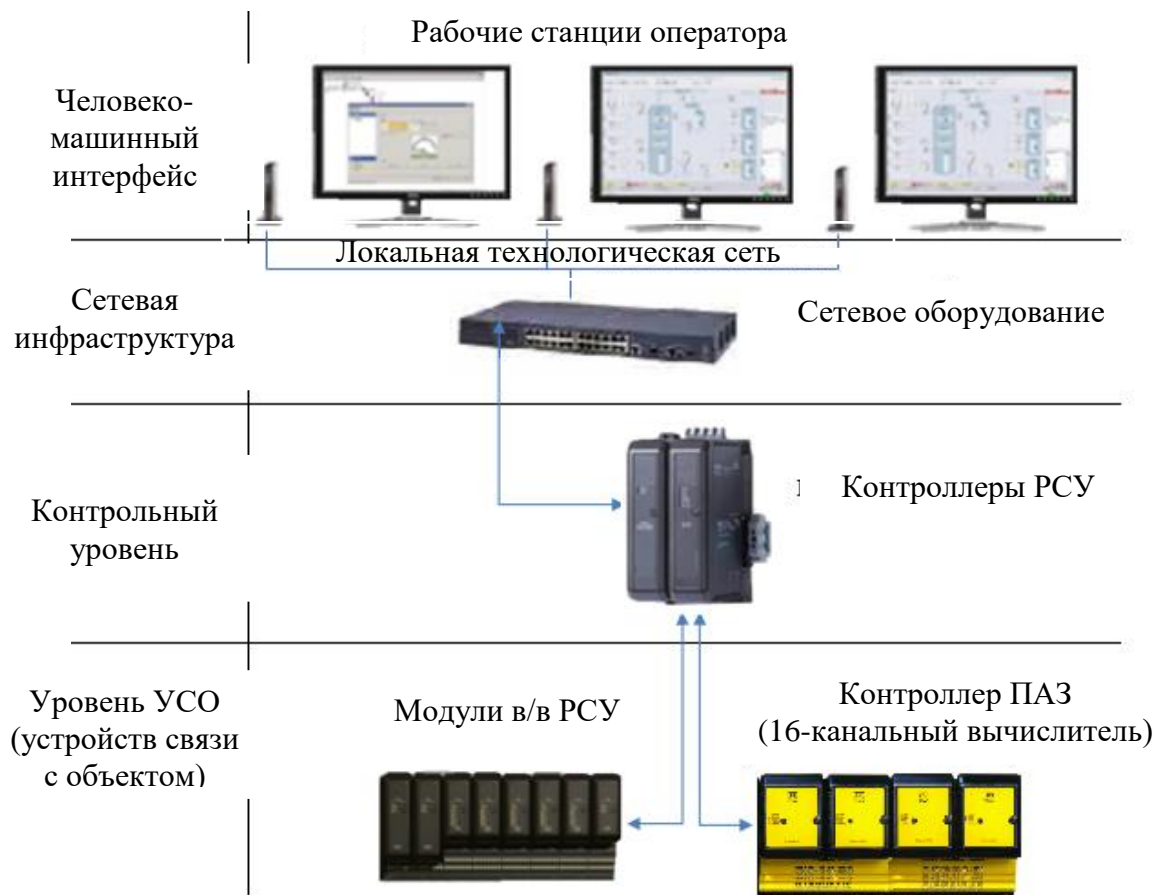 Рабочие станции оператора
Человеко-
машинный
интерфейс
Локальная технологическая сеть
Сетевая
инфраструктура
Сетевое оборудование
Контроллеры РСУ
Контрольный
уровень
Уровень УСО
(устройств связи
с объектом)
Модули в/в РСУ
Контроллер ПАЗ
(16-канальный вычислитель)